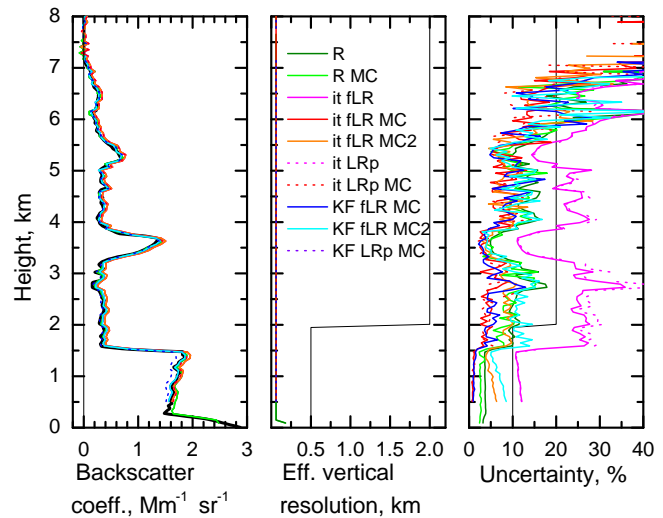 8
7
6
5
4
3
2
1
0
Height, km
R
R MC
it fLR
it fLR MC
it fLR MC2
it LRp
it LRp MC
KF fLR MC
KF fLR MC2
KF LRp MC
0 1 2 3
0.0 0.5 1.0 1.5 2.0
0 10 20 30 40
Backscatter
coeff., Mm⁻¹ sr⁻¹
Eff. vertical
resolution, km
Uncertainty, %